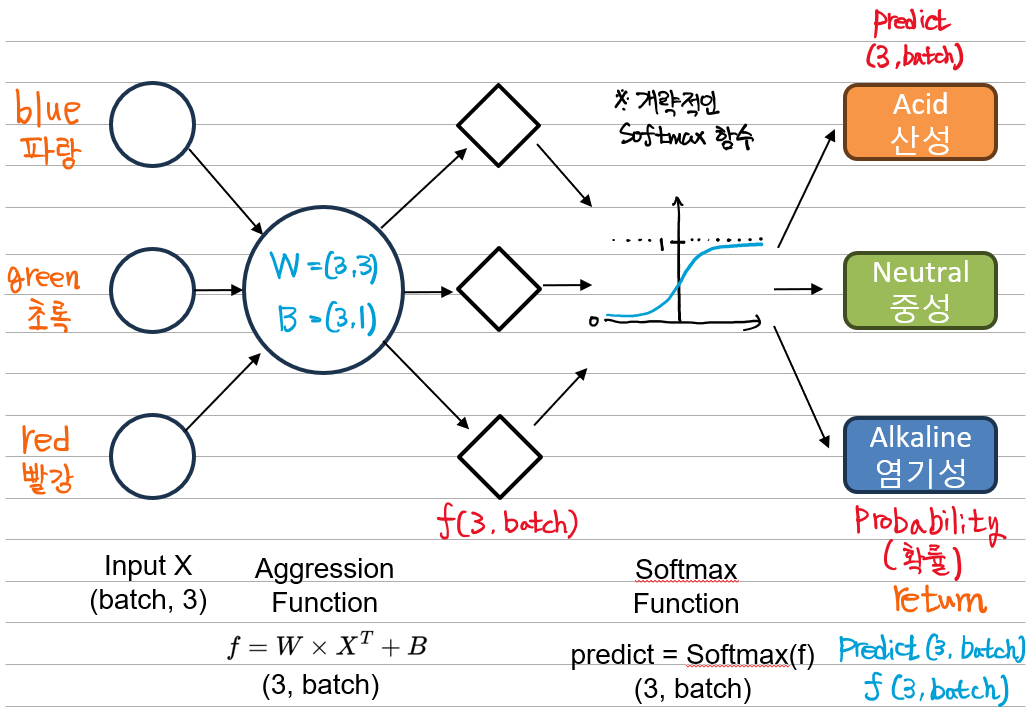 Predict
(3,batch)
blue
파랑
※ 개략적인
Softmax 함수
Acid
산성
1
W=(3,3)
B=(3,1)
green
초록
0
Neutral
중성
red
빨강
Alkaline
염기성
f(3, batch)
Probability
(확률)
Input X
(batch, 3)
Aggression
Function
Softmax
Function
return
f = W × X^T + B
(3, batch)
predict = Softmax(f)
(3, batch)
Predict (3, batch)
f (3, batch)